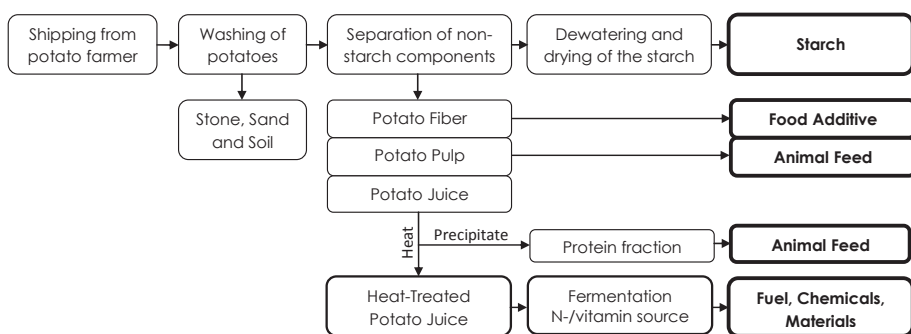 Shipping from
potato farmer
Washing of
potatoes
Separation of non-
starch components
Dewatering and
drying of the starch
Starch
Stone, Sand
and Soil
Potato Fiber
Food Additive
Potato Pulp
Animal Feed
Potato Juice
Heat
Precipitate
Protein fraction
Animal Feed
Heat-Treated
Potato Juice
Fermentation
N-/vitamin source
Fuel, Chemicals,
Materials